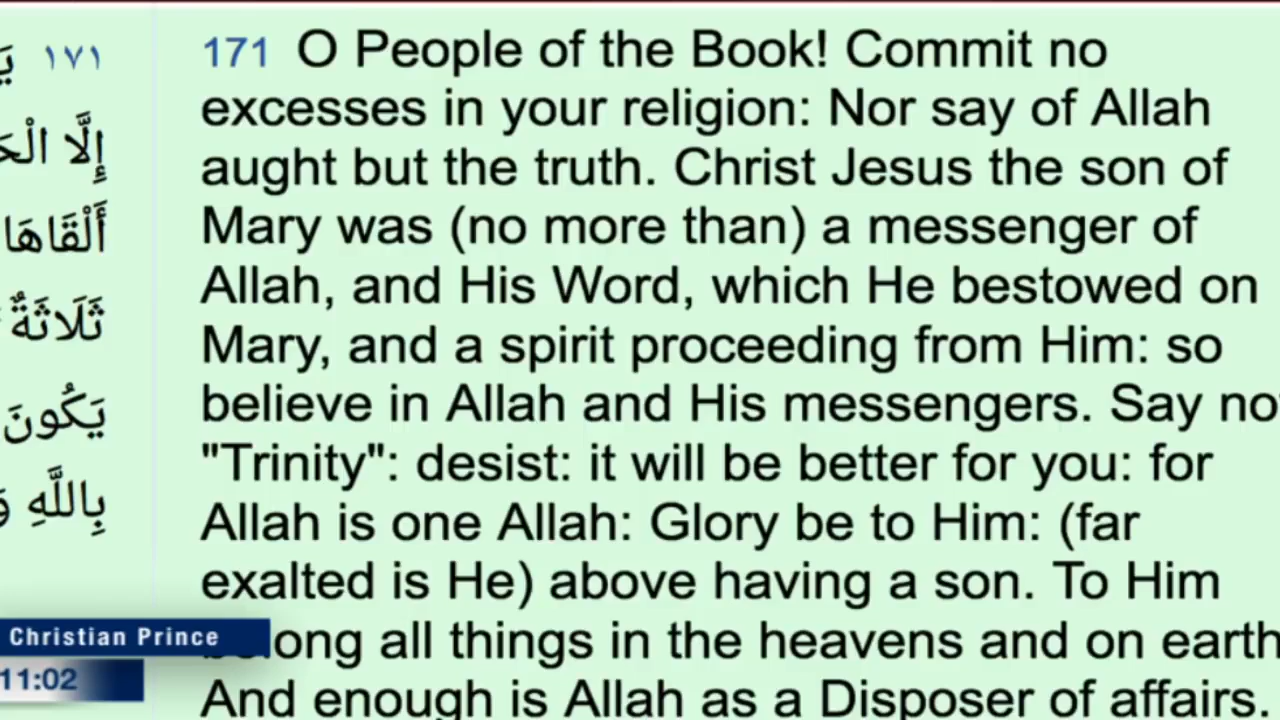 171 O People of the Book! Commit no
excesses in your religion: Nor say of Allah
aught but the truth. Christ Jesus the son of
Mary was (no more than) a messenger of
Allah, and His Word, which He bestowed on
Mary, and a spirit proceeding from Him: so
believe in Allah and His messengers. Say no
"Trinity": desist: it will be better for you: for
Allah is one Allah: Glory be to Him: (far
exalted is He) above having a son. To Him
all things in the heavens and on earth
And enough is Allah as a Disposer of affairs.
١٧١
إِلَّا
أَلْقَاهَا
ثَلَاثَةٌ
يَكُونَ
بِاللَّهِ
Christian Prince
11:02